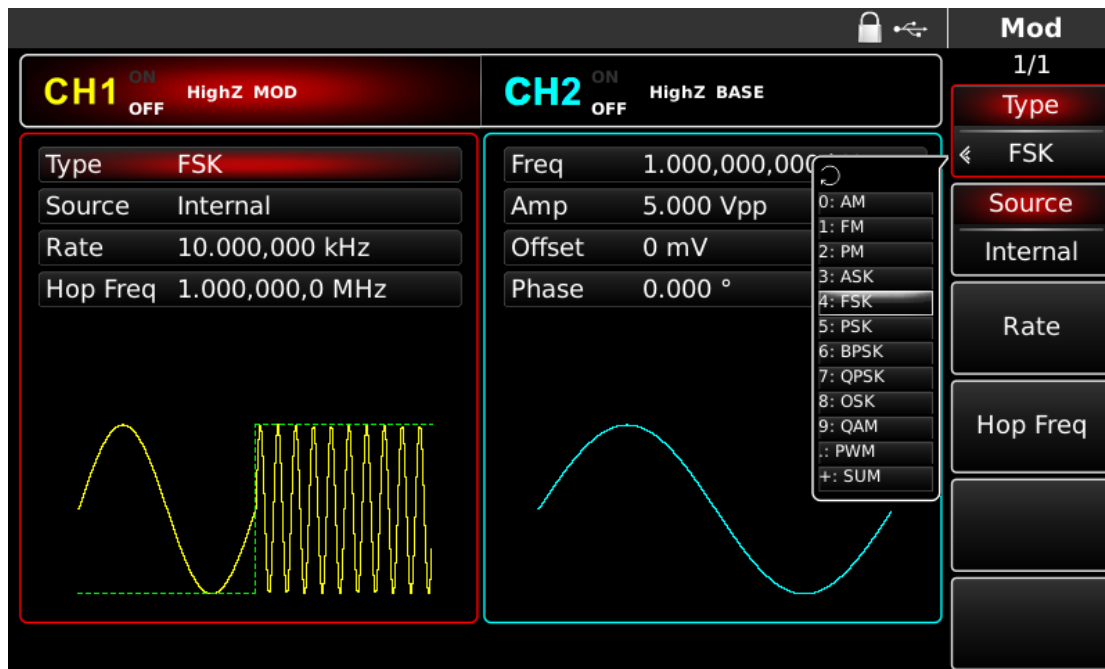 Mod
1/1
CH1 ON OFF HighZ MOD
CH2 ON OFF HighZ BASE
Type FSK
Source Internal
Rate 10.000,000 kHz
Hop Freq 1.000,000,0 MHz
Freq 1.000,000,000
Amp 5.000 Vpp
Offset 0 mV
Phase 0.000 °
0: AM
1: FM
2: PM
3: ASK
4: FSK
5: PSK
6: BPSK
7: QPSK
8: OSK
9: QAM
.: PWM
+: SUM
Type
FSK
Source
Internal
Rate
Hop Freq